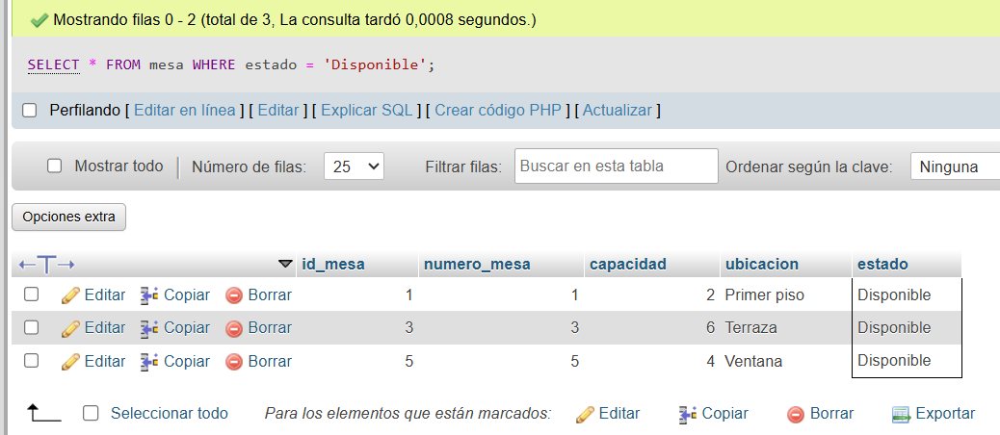 Mostrando filas 0 - 2 (total de 3, La consulta tardó 0,0008 segundos.)
SELECT * FROM mesa WHERE estado = 'Disponible';
Perfilando [ Editar en línea ] [ Editar ] [ Explicar SQL ] [ Crear código PHP ] [ Actualizar ]
Mostrar todo Número de filas: 25 Filtrar filas: Buscar en esta tabla Ordenar según la clave: Ninguna
Opciones extra
id_mesa numero_mesa capacidad ubicacion estado
Editar Copiar Borrar 1 1 2 Primer piso Disponible
Editar Copiar Borrar 3 3 6 Terraza Disponible
Editar Copiar Borrar 5 5 4 Ventana Disponible
Seleccionar todo Para los elementos que están marcados: Editar Copiar Borrar Exportar